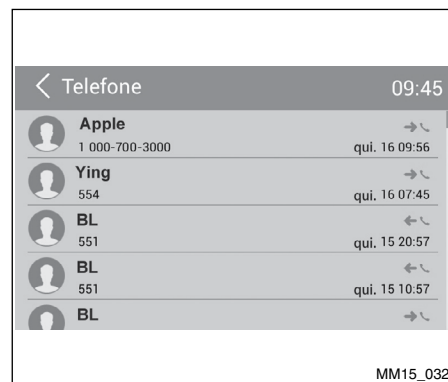 Telefone 09:45
Apple
1 000-700-3000 qui. 16 09:56
Ying
554 qui. 16 07:45
BL
551 qui. 15 20:57
BL
551 qui. 15 10:57
BL
MM15_032